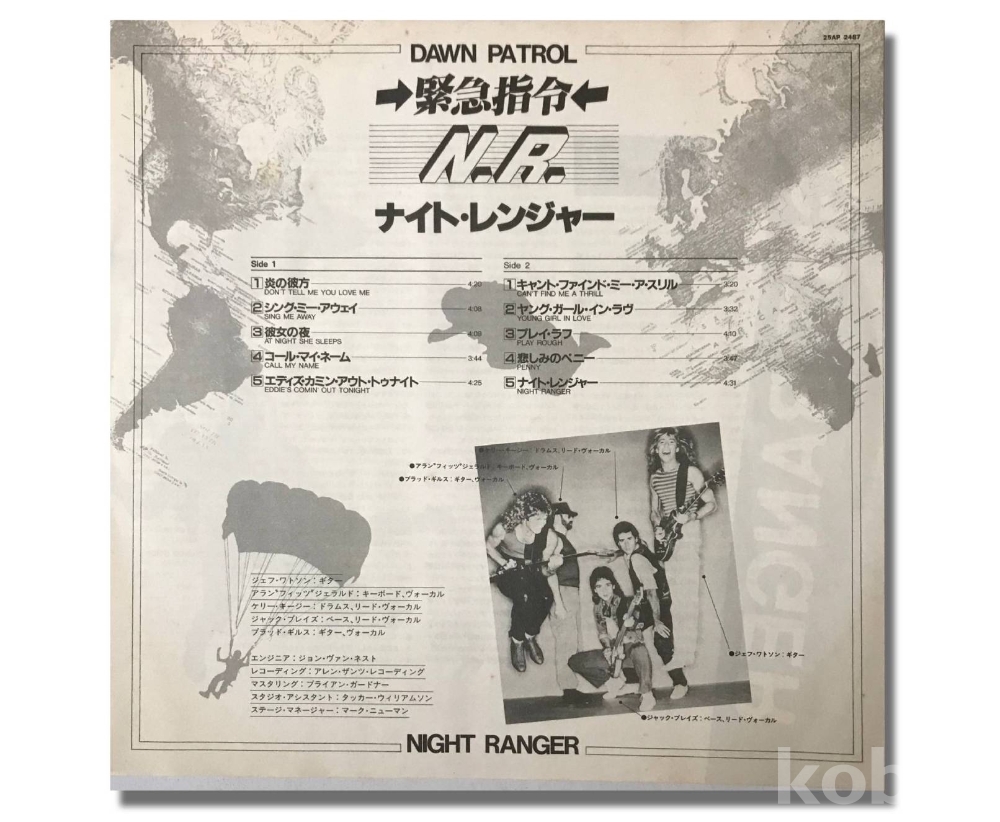 25AP 2487
DAWN PATROL
→緊急指令←
N.R.
ナイト・レンジャー
Side 1
1 炎の彼方 4:20
DON'T TELL ME YOU LOVE ME
2 シング・ミー・アウェイ 4:08
SING ME AWAY
3 彼女の夜 4:09
AT NIGHT SHE SLEEPS
4 コール・マイ・ネーム 3:44
CALL MY NAME
5 エディズ・カミン・アウト・トゥナイト 4:25
EDDIE'S COMIN' OUT TONIGHT
Side 2
1 キャント・ファインド・ミー・ア・スリル 3:20
CAN'T FIND ME A THRILL
2 ヤング・ガール・イン・ラヴ 3:32
YOUNG GIRL IN LOVE
3 プレイ・ラフ 4:10
PLAY ROUGH
4 悲しみのペニー 3:47
PENNY
5 ナイト・レンジャー 4:31
NIGHT RANGER
●ケリー・ギージー：ドラムス、リード・ヴォーカル
●アラン“フィッツ”ジェラルド：キーボード、ヴォーカル
●ブラッド・ギルス：ギター、ヴォーカル
ジェフ・ワトソン：ギター
アラン“フィッツ”ジェラルド：キーボード、ヴォーカル
ケリー・ギージー：ドラムス、リード・ヴォーカル
ジャック・ブレイズ：ベース、リード・ヴォーカル
ブラッド・ギルス：ギター、ヴォーカル
エンジニア：ジョン・ヴァン・ネスト
レコーディング：アレン・ザンツ・レコーディング
マスタリング：ブライアン・ガードナー
スタジオ・アシスタント：タッカー・ウィリアムソン
ステージ・マネージャー：マーク・ニューマン
●ジェフ・ワトソン：ギター
●ジャック・ブレイズ：ベース、リード・ヴォーカル
NIGHT RANGER
kob